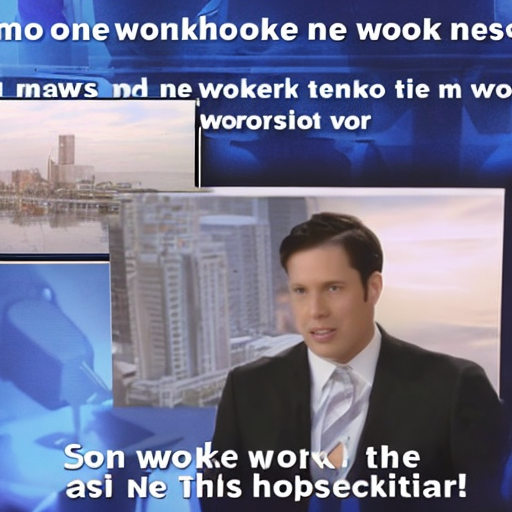 mo one wonkhooke ne wook nes
maws nd ne wokerk tenko tie m wo
wororsiot vor
Son woke work the
asi Ne This hopseckitiar!